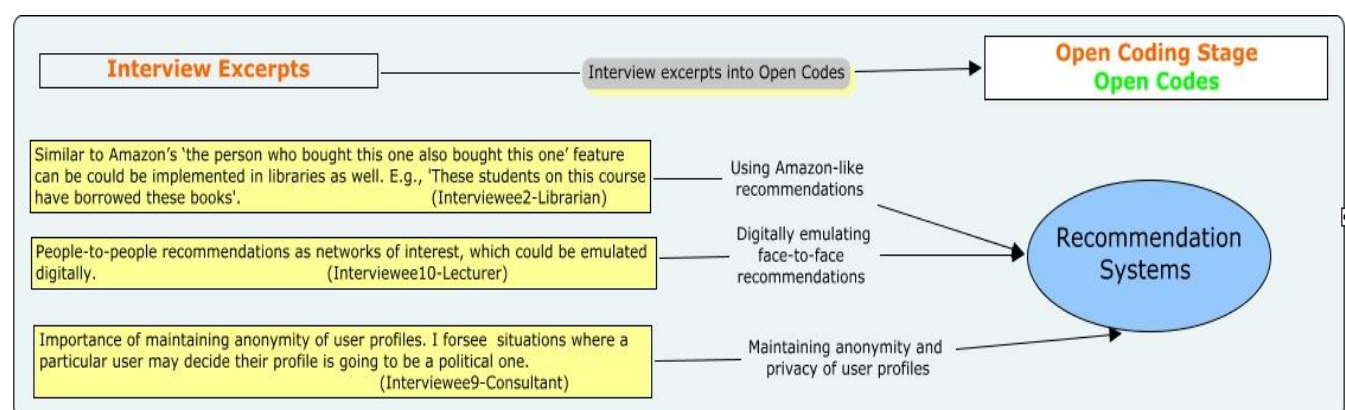 Interview Excerpts
Interview excerpts into Open Codes
Open Coding Stage
Open Codes
Similar to Amazon's 'the person who bought this one also bought this one' feature
can be could be implemented in libraries as well. E.g., 'These students on this course
have borrowed these books'. (Interviewee2-Librarian)
Using Amazon-like
recommendations
People-to-people recommendations as networks of interest, which could be emulated
digitally. (Interviewee10-Lecturer)
Digitally emulating
face-to-face
recommendations
Importance of maintaining anonymity of user profiles. I forsee situations where a
particular user may decide their profile is going to be a political one.
(Interviewee9-Consultant)
Maintaining anonymity and
privacy of user profiles
Recommendation
Systems